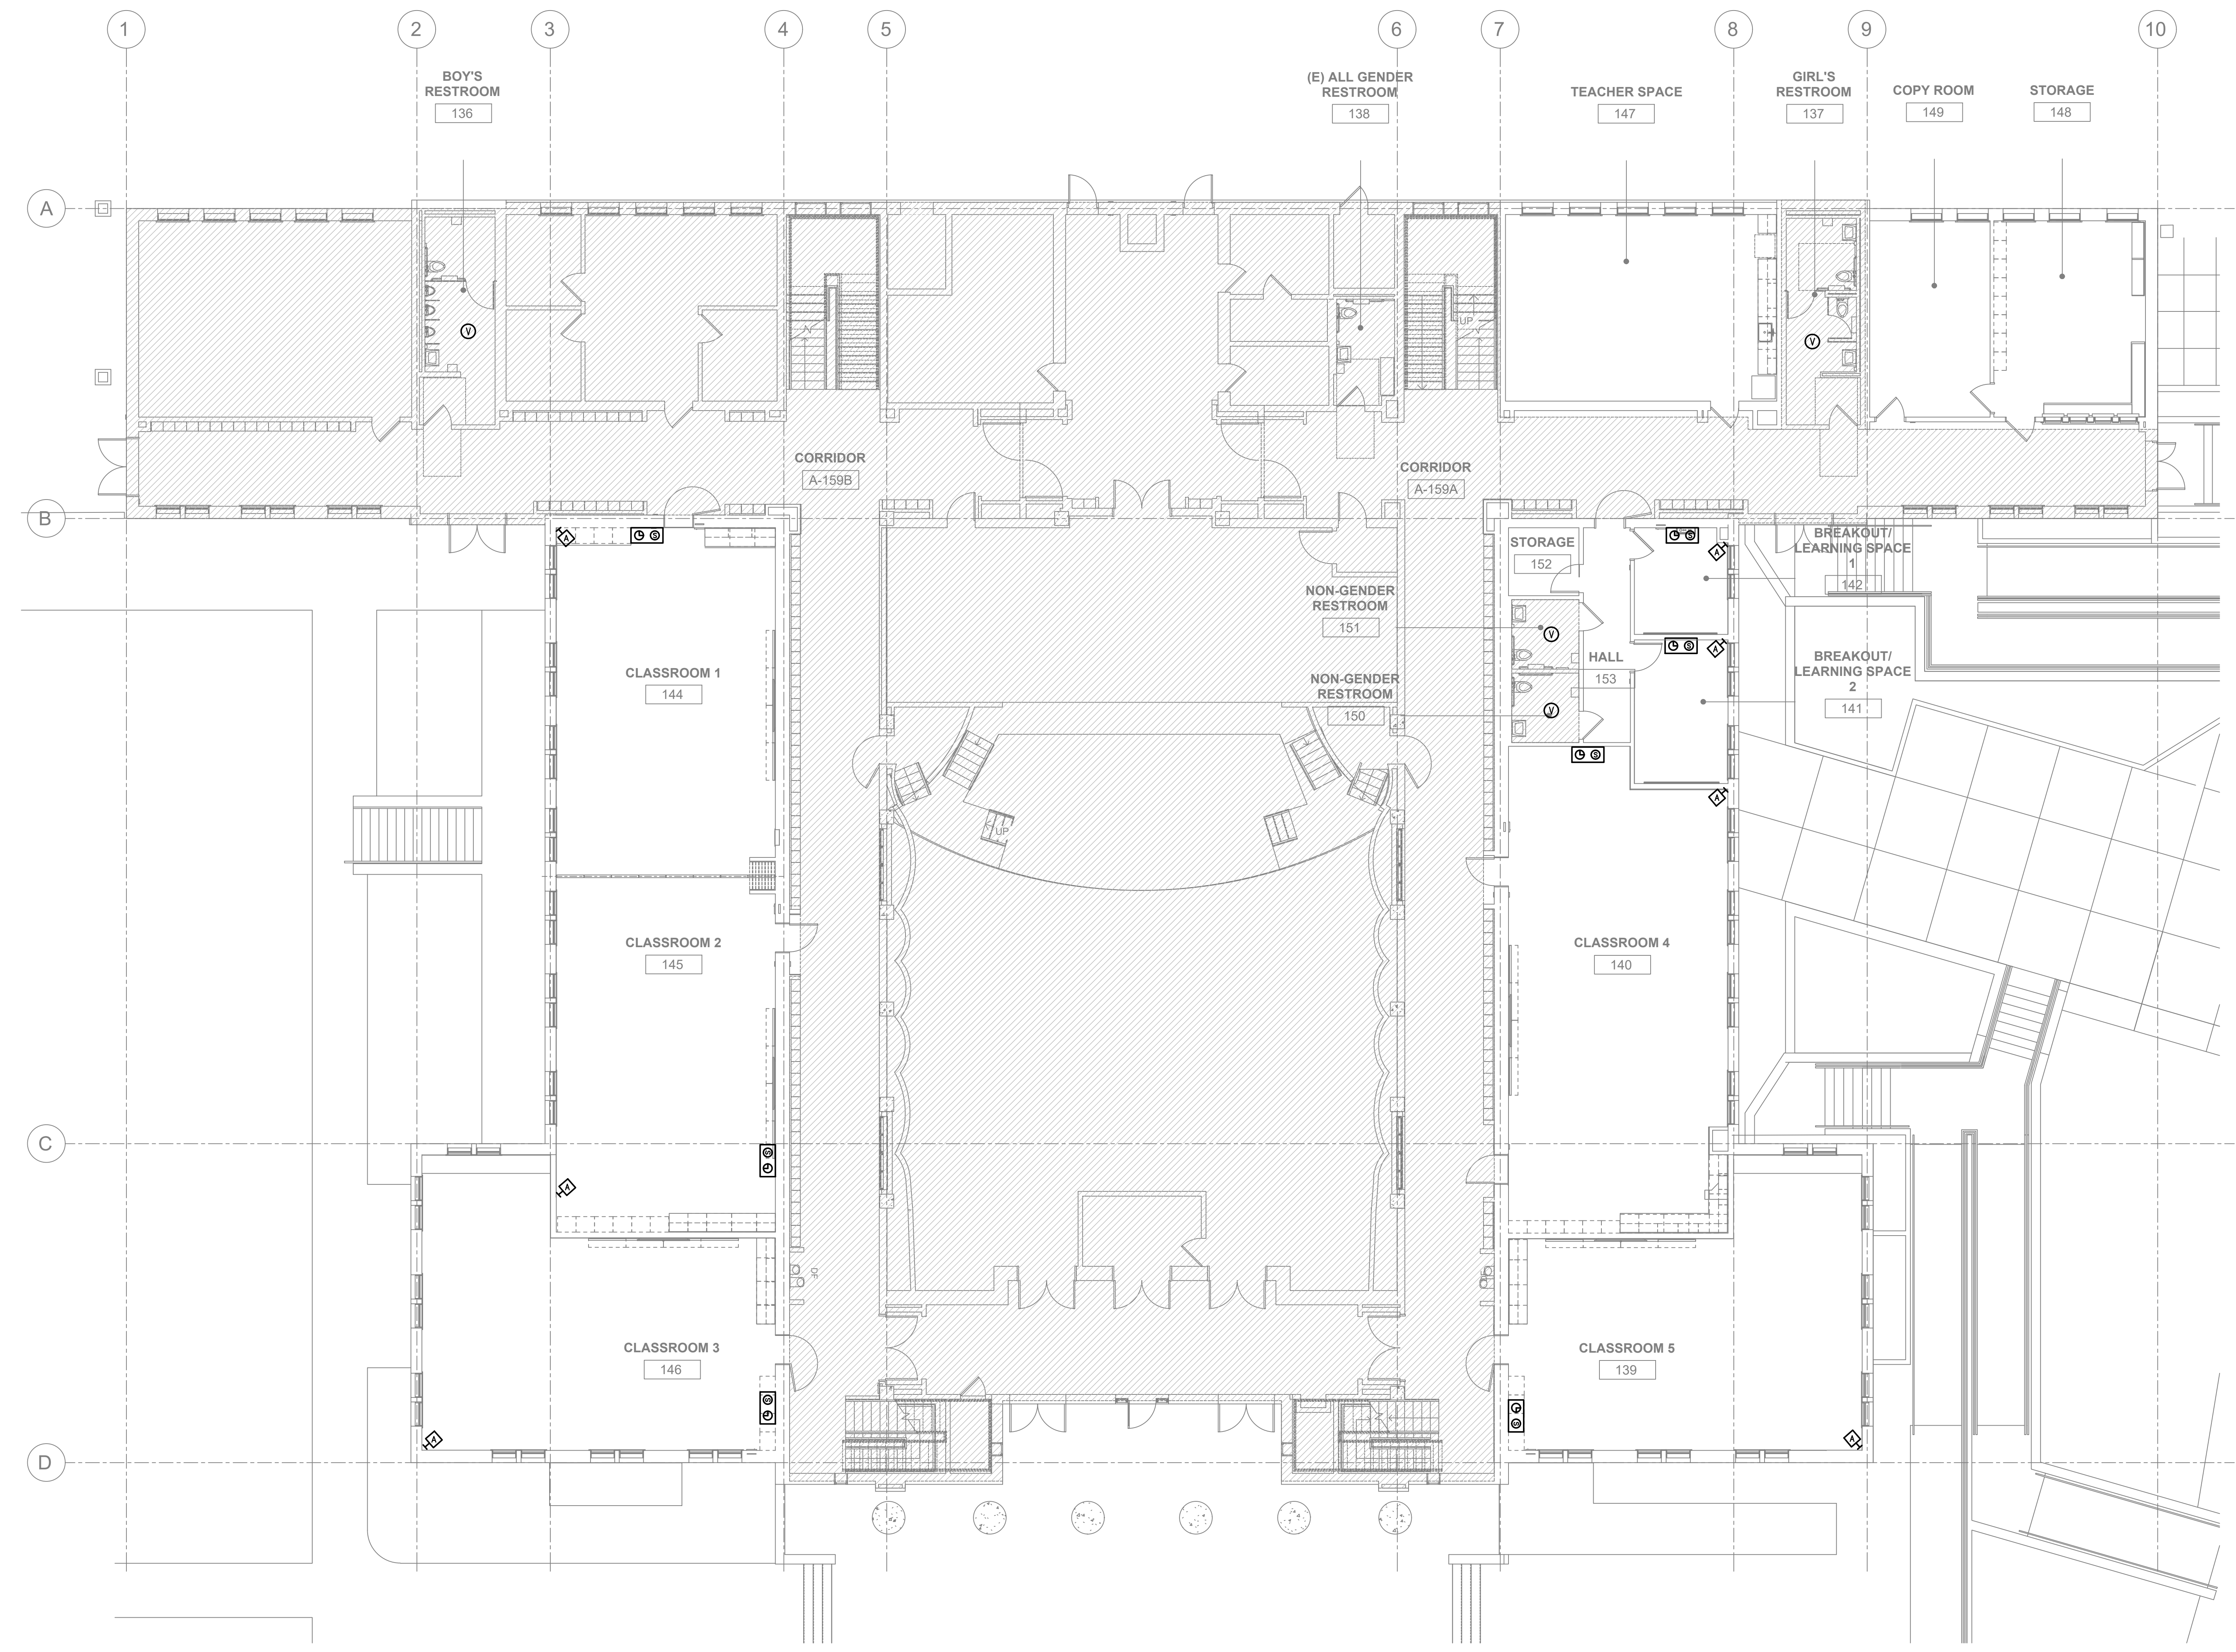 1 2 3 4 5 6 7 8 9 10
BOY'S
RESTROOM
136
(E) ALL GENDER
RESTROOM
138
TEACHER SPACE
147
GIRL'S
RESTROOM
137
COPY ROOM
149
STORAGE
148
A
UP
V
V
CORRIDOR
A-159B
CORRIDOR
A-159A
B
A
S
STORAGE
152
S
A
BREAKOUT/
LEARNING SPACE
1
142
NON-GENDER
RESTROOM
151
V
S
A
HALL
153
BREAKOUT/
LEARNING SPACE
2
141
CLASSROOM 1
144
NON-GENDER
RESTROOM
150
V
S
A
UP
CLASSROOM 2
145
CLASSROOM 4
140
C
S
A
DF
CLASSROOM 3
146
CLASSROOM 5
139
S
S
A
A
D